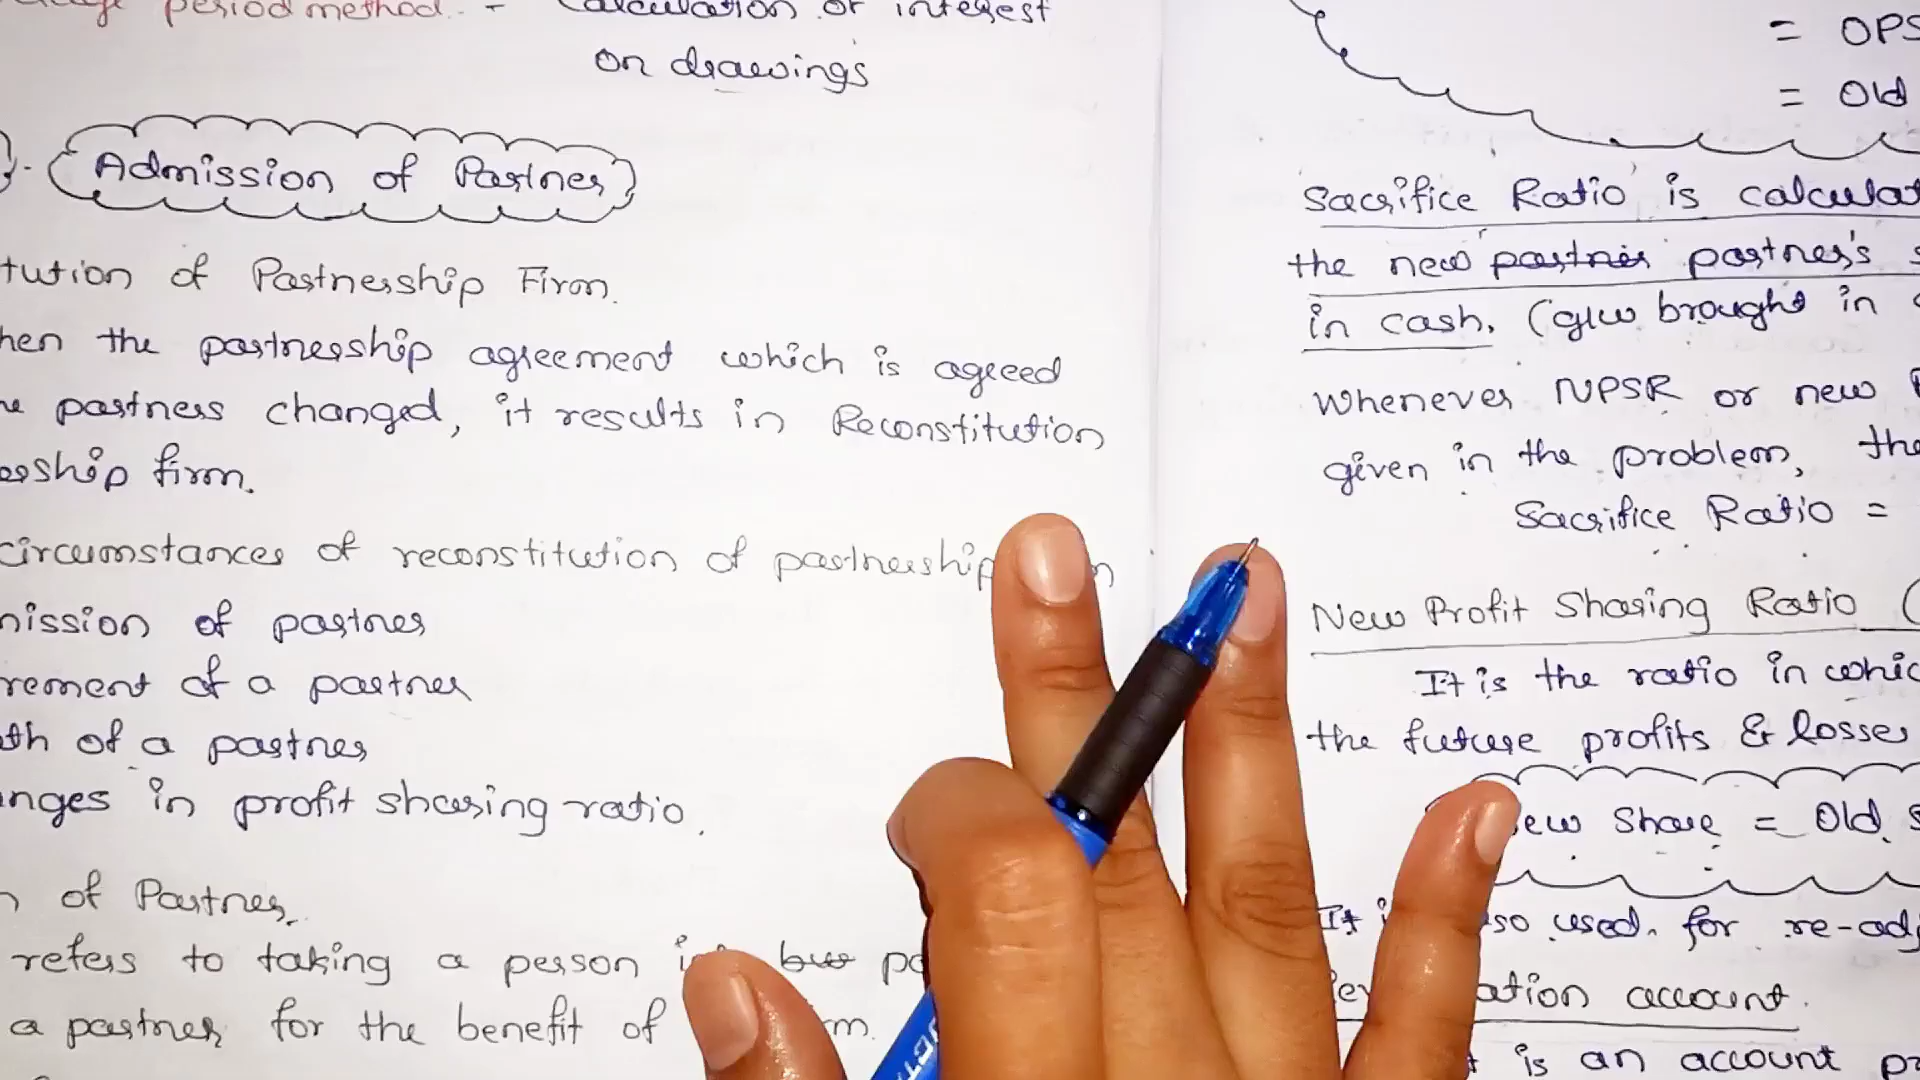 period method - Calculation of interest
on drawings
Admission of Partner
tution of Partnership Firm.
hen the partnership agreement which is agreed
partners changed, it results in Reconstitution
ership firm.
circumstances of reconstitution of partnership
mission of partner
rement of a partner
th of a partner
anges in profit sharing ratio.
of Partner.
refers to taking a person
a partner for the benefit of
= OPS
= Old
Sacrifice Ratio is calculat
the new partner's
in cash. (G/W brought in
Whenever NPSR or new
given in the problem, the
Sacrifice Ratio =
New Profit Sharing Ratio (
It is the ratio in whic
the future profits & losses
ew Share = Old S
It so used for re-adj
ation account.
is an account